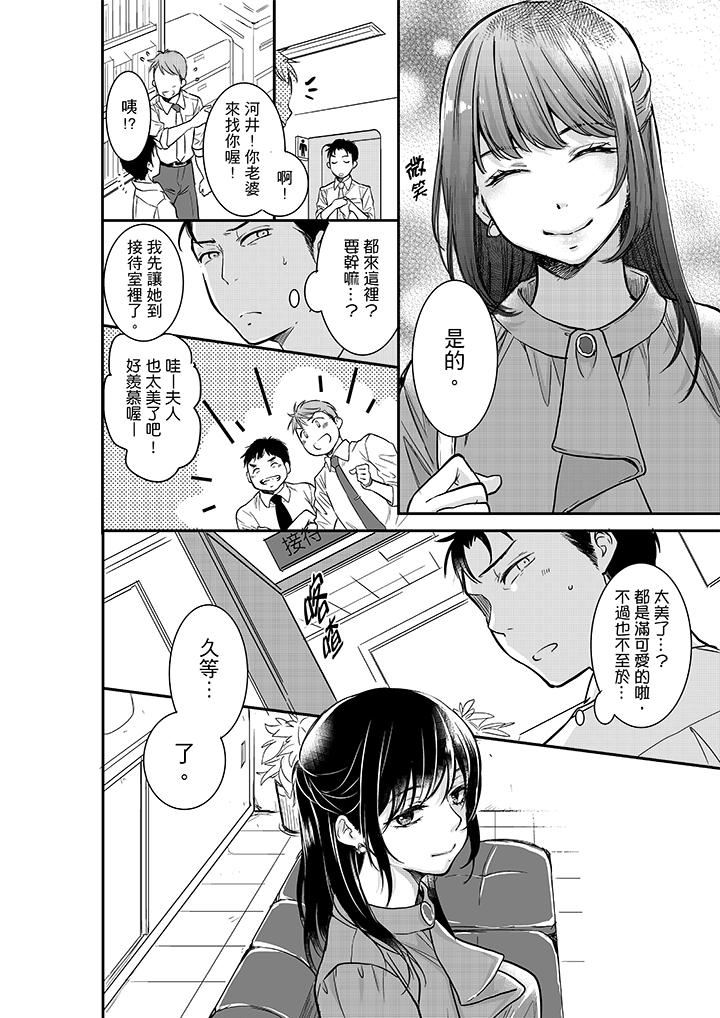 微笑
是的。
啊！
河井！你老婆
來找你喔！
咦!?
都來這裡？
要幹嘛…？
我先讓她到
接待室裡了。
哇—夫人
也太美了吧！
好羨慕喔—
太美了…？
都是滿可愛的啦，
不過也不至於…
接待
喀喳
久等…
了。